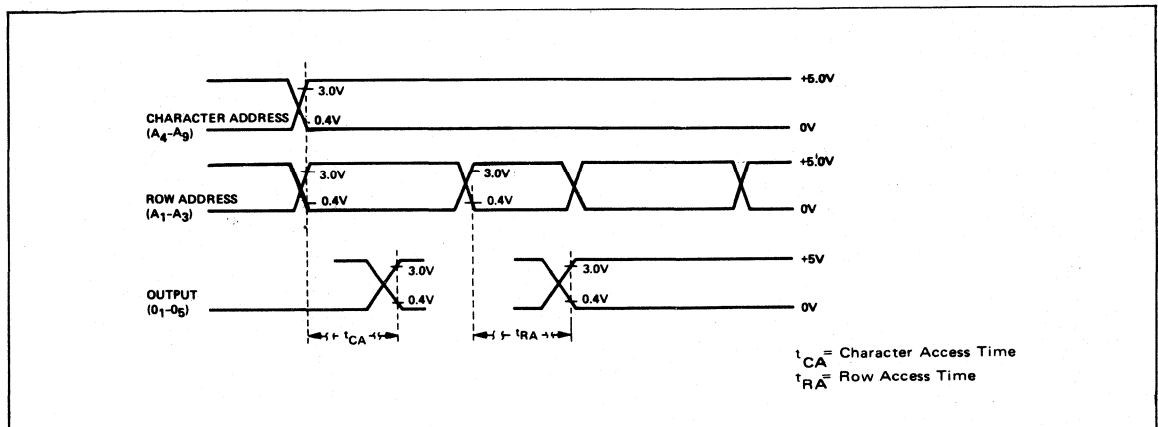 +5.0V
3.0V
CHARACTER ADDRESS
(A4-A9)
0.4V
0V
+5.0V
3.0V
3.0V
ROW ADDRESS
(A1-A3)
0.4V
0.4V
0V
+5V
3.0V
3.0V
OUTPUT
(01-05)
0.4V
0.4V
0V
tCA
tRA
tCA= Character Access Time
tRA= Row Access Time